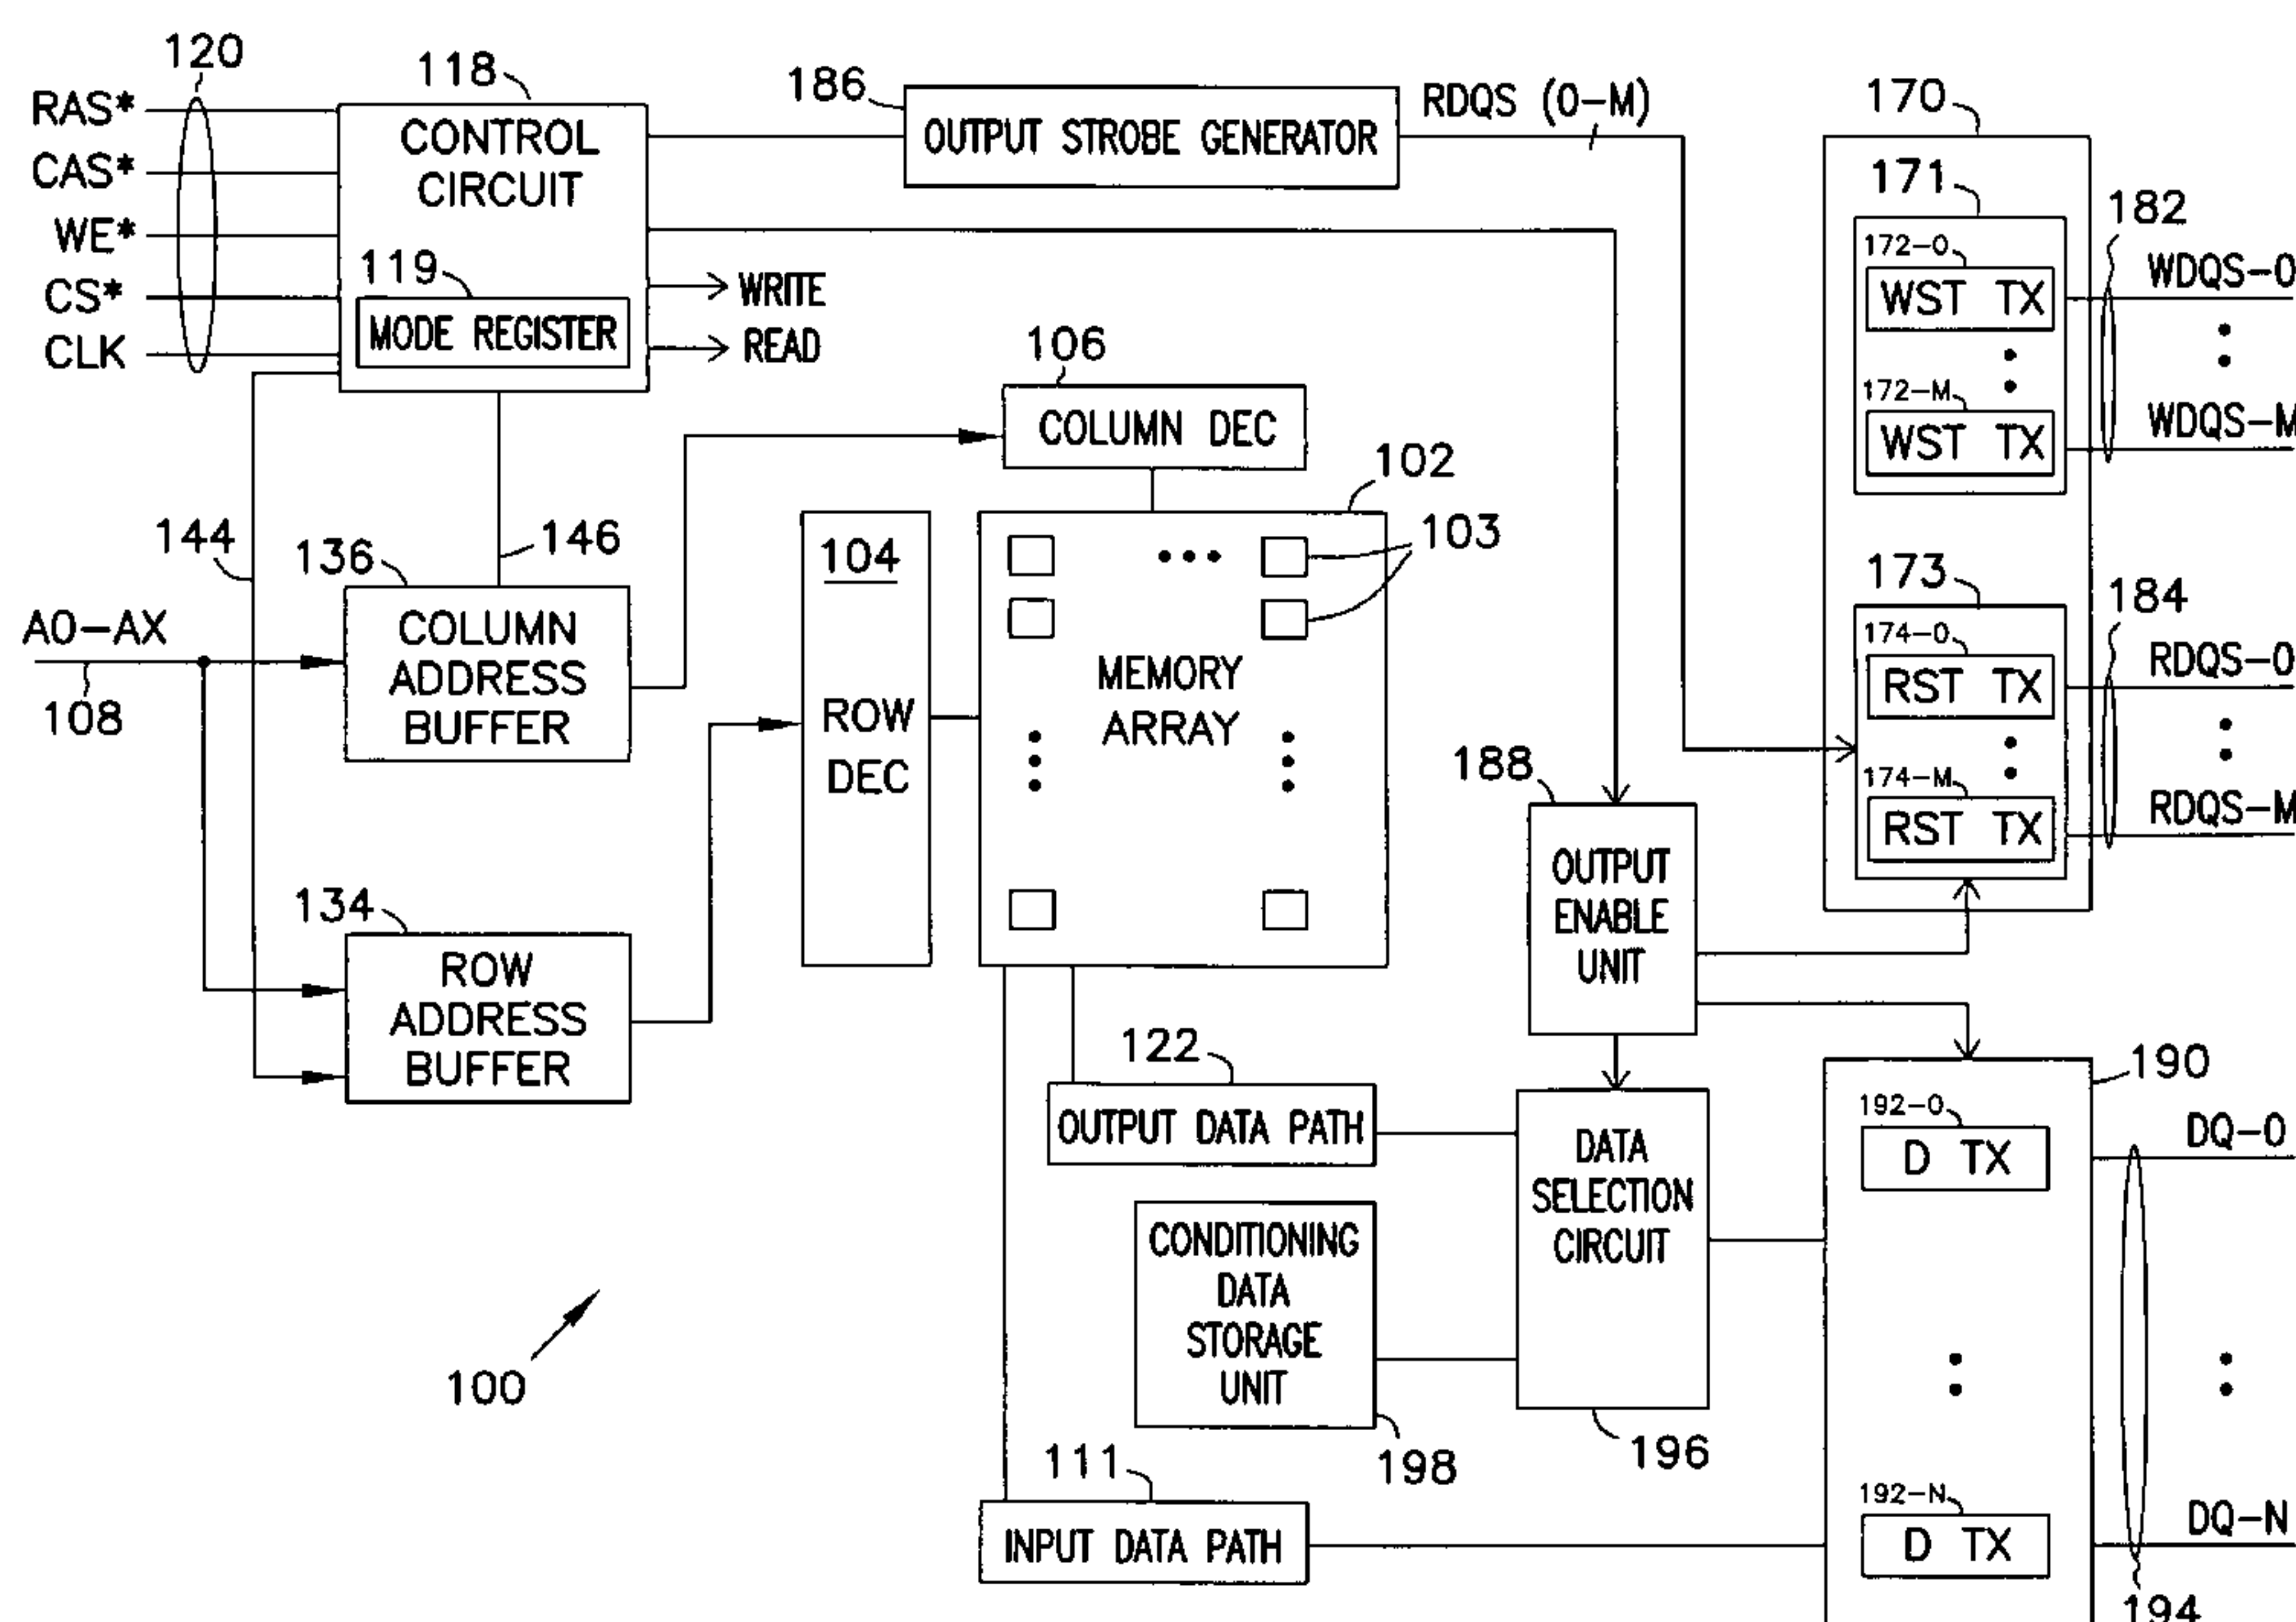 120
118
186
RDQS (0-M)
170
RAS*
CAS*
WE*
CS*
CLK
CONTROL
CIRCUIT
119
MODE REGISTER
OUTPUT STROBE GENERATOR
WRITE
READ
171
172-0
WST TX
172-M
WST TX
182
WDQS-0
WDQS-M
106
COLUMN DEC
102
103
144
136
146
104
173
184
A0-AX
108
COLUMN
ADDRESS
BUFFER
ROW
DEC
MEMORY
ARRAY
174-0
RST TX
174-M
RST TX
RDQS-0
RDQS-M
188
OUTPUT
ENABLE
UNIT
134
ROW
ADDRESS
BUFFER
122
OUTPUT DATA PATH
DATA
SELECTION
CIRCUIT
190
192-0
D TX
DQ-0
CONDITIONING
DATA
STORAGE
UNIT
100
198
196
111
INPUT DATA PATH
192-N
D TX
DQ-N
194